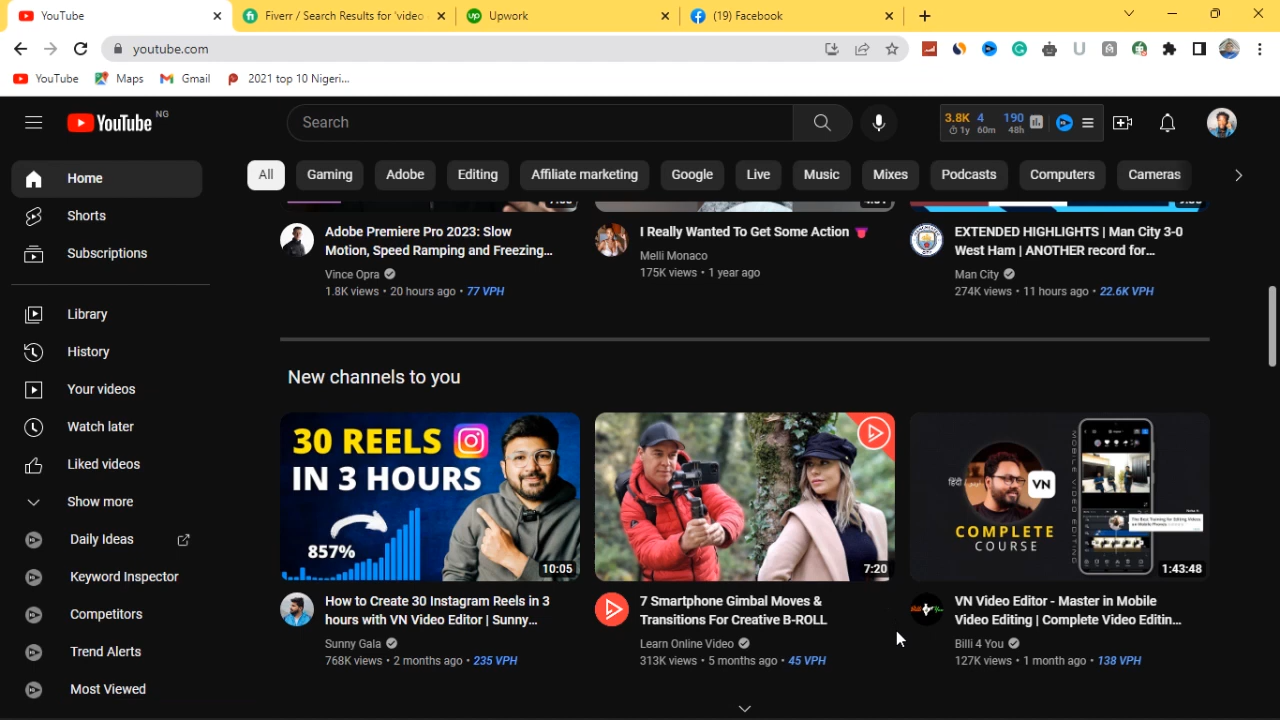 YouTube
Fiverr / Search Results for 'video
Upwork
(19) Facebook
youtube.com
YouTube
Maps
Gmail
2021 top 10 Nigeri...
YouTube NG
Search
3.8K 4 190
1y 60m 48h
All
Gaming
Adobe
Editing
Affiliate marketing
Google
Live
Music
Mixes
Podcasts
Computers
Cameras
Home
Shorts
Subscriptions
Library
History
Your videos
Watch later
Liked videos
Show more
Daily Ideas
Keyword Inspector
Competitors
Trend Alerts
Most Viewed
Adobe Premiere Pro 2023: Slow
Motion, Speed Ramping and Freezing...
Vince Opra
1.8K views • 20 hours ago • 77 VPH
I Really Wanted To Get Some Action 👅
Melli Monaco
175K views • 1 year ago
EXTENDED HIGHLIGHTS | Man City 3-0
West Ham | ANOTHER record for...
Man City
274K views • 11 hours ago • 22.6K VPH
New channels to you
30 REELS
IN 3 HOURS
857%
10:05
How to Create 30 Instagram Reels in 3
hours with VN Video Editor | Sunny...
Sunny Gala
768K views • 2 months ago • 235 VPH
7:20
7 Smartphone Gimbal Moves &
Transitions For Creative B-ROLL
Learn Online Video
313K views • 5 months ago • 45 VPH
हिंदी
VN
COMPLETE
COURSE
1:43:48
VN Video Editor - Master in Mobile
Video Editing | Complete Video Editin...
Billi 4 You
127K views • 1 month ago • 138 VPH